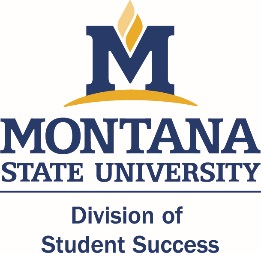 M
MONTANA
STATE UNIVERSITY
Division of
Student Success